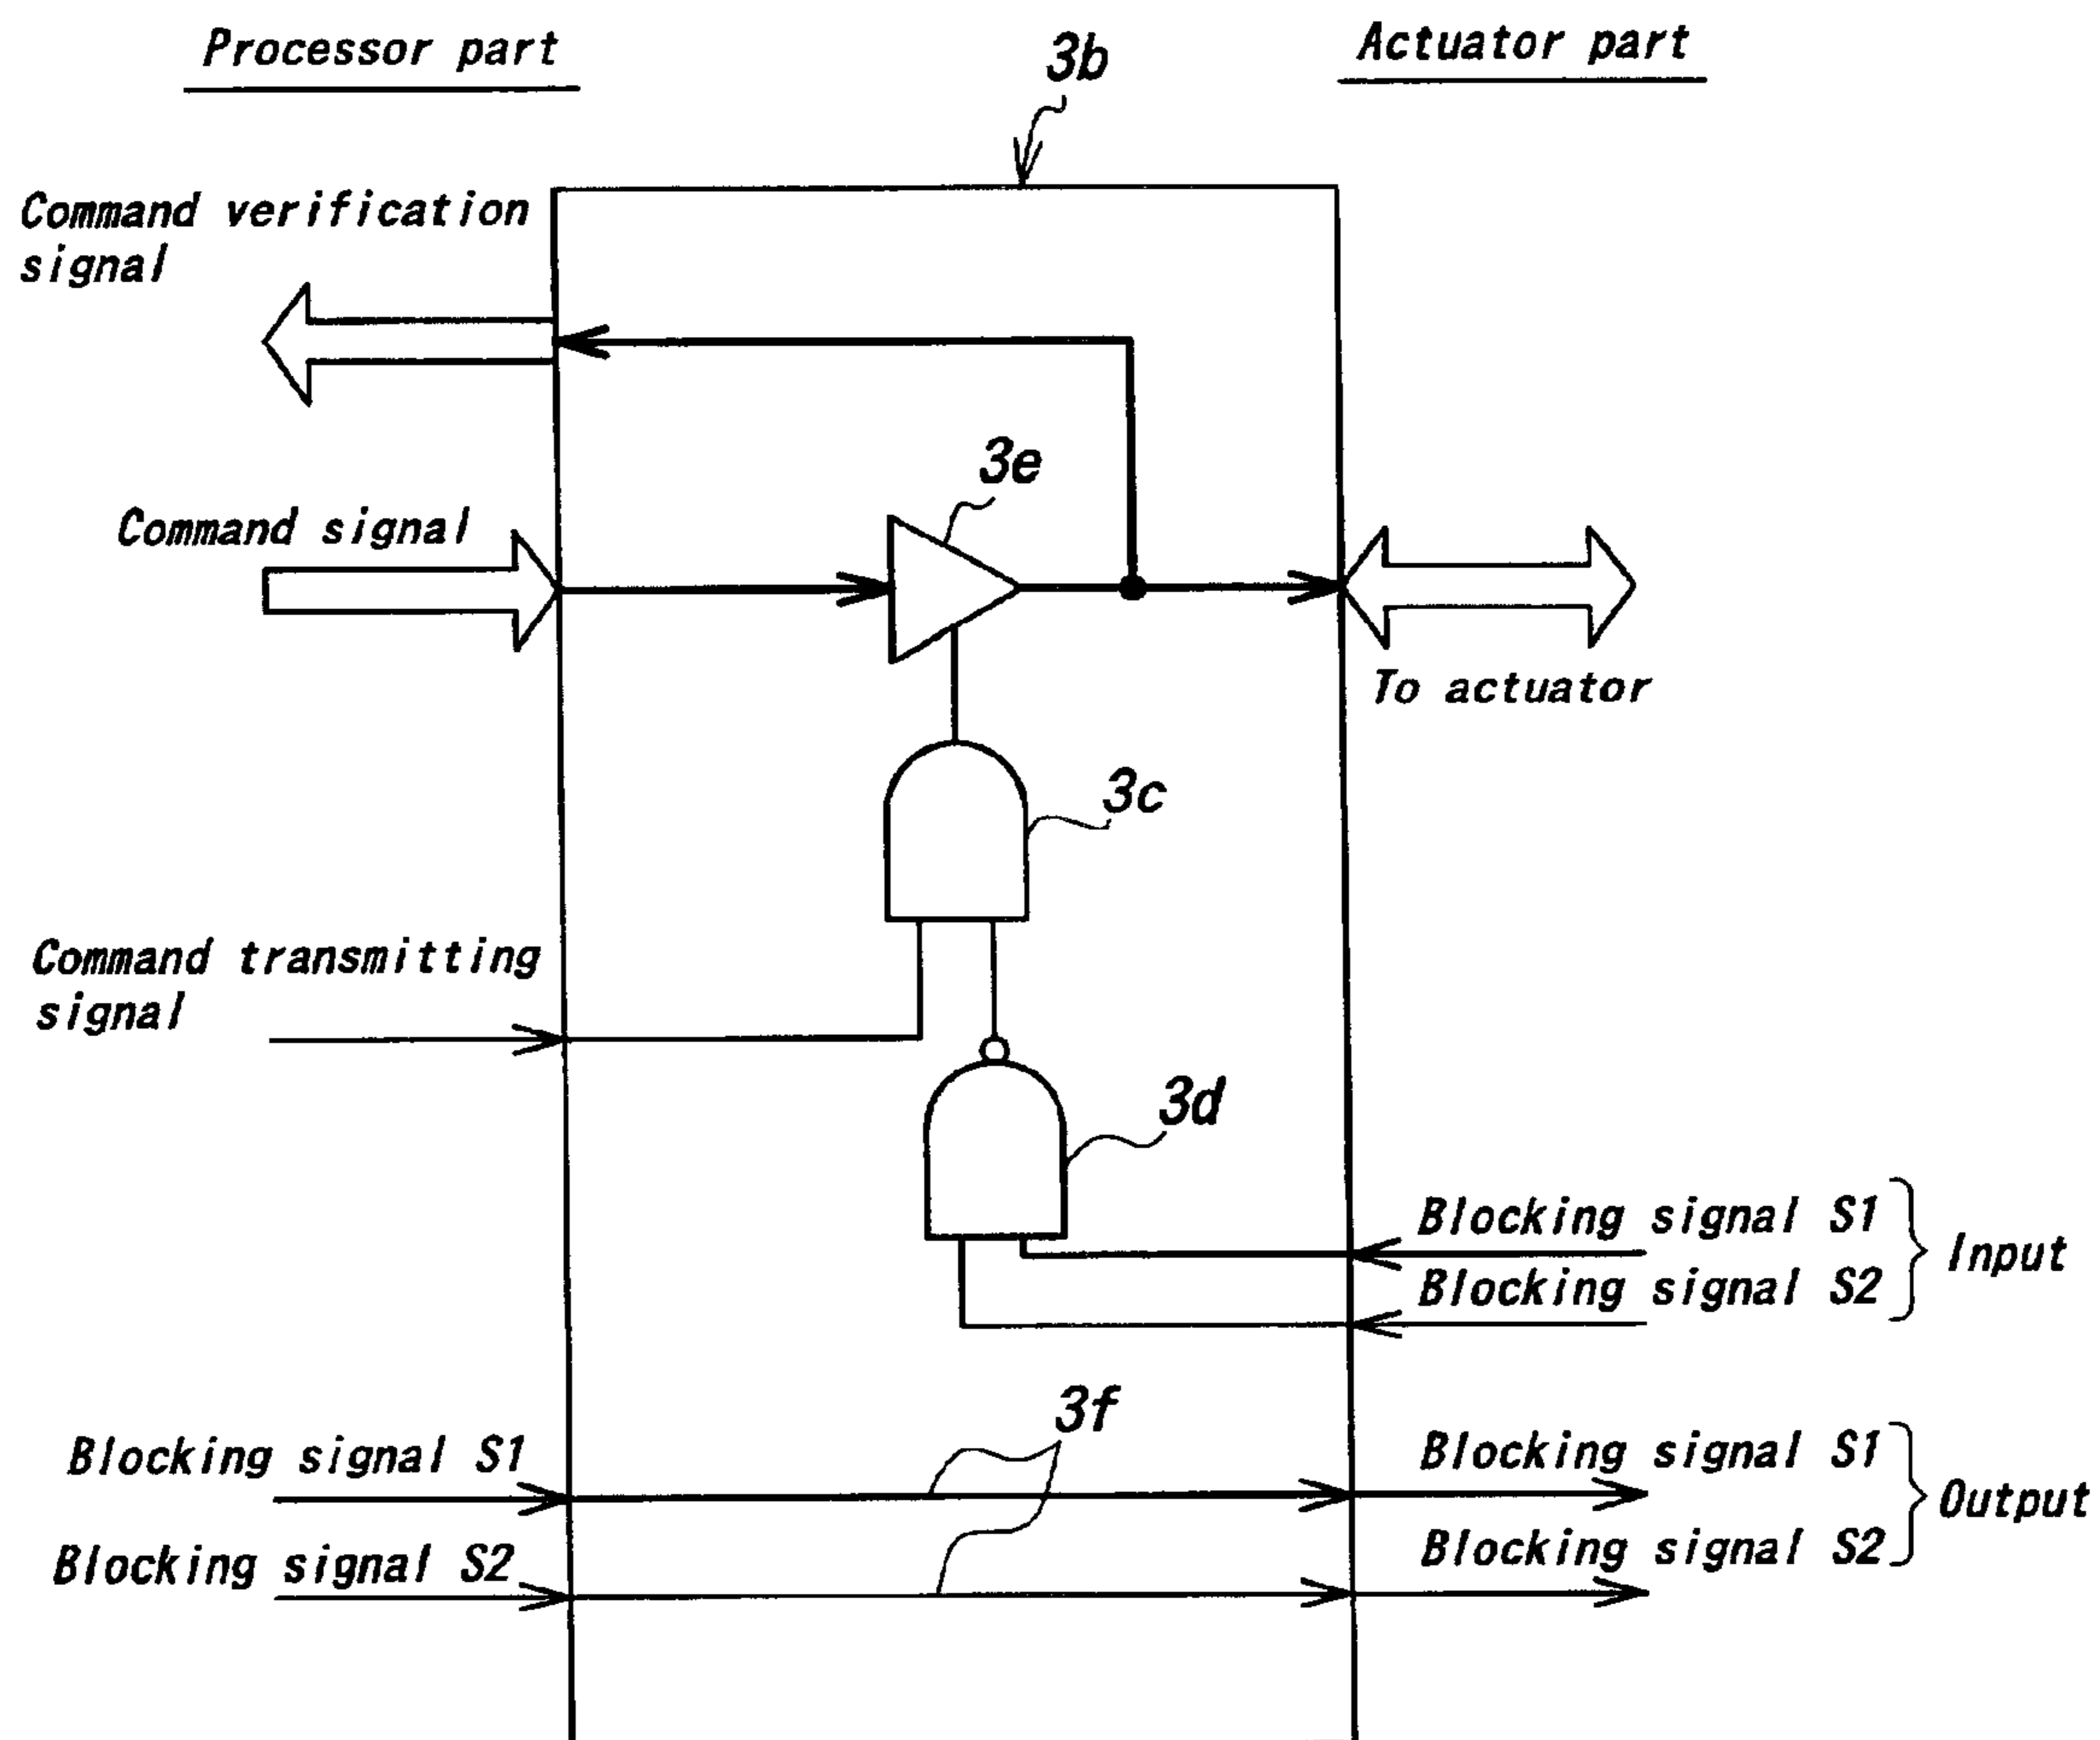 Processor part
3b
Actuator part
Command verification
signal
3e
Command signal
To actuator
3c
Command transmitting
signal
3d
Blocking signal S1
Input
Blocking signal S2
3f
Blocking signal S1
Blocking signal S1
Output
Blocking signal S2
Blocking signal S2